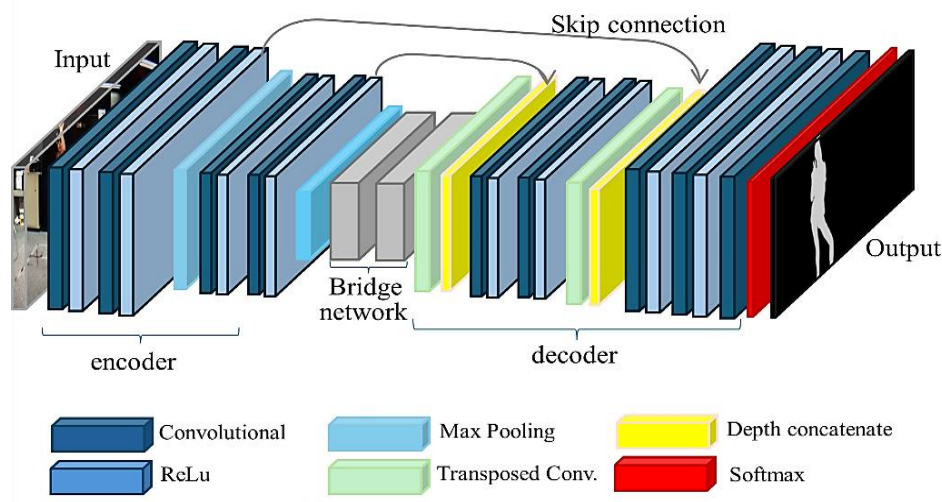 Skip connection
Input
Output
Bridge
network
encoder
decoder
Convolutional
Max Pooling
Depth concatenate
ReLu
Transposed Conv.
Softmax